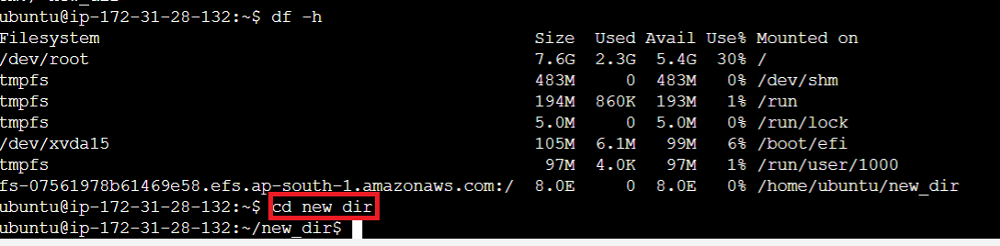 ubuntu@ip-172-31-28-132:~$ df -h
Filesystem Size Used Avail Use% Mounted on
/dev/root 7.6G 2.3G 5.4G 30% /
tmpfs 483M 0 483M 0% /dev/shm
tmpfs 194M 860K 193M 1% /run
tmpfs 5.0M 0 5.0M 0% /run/lock
/dev/xvda15 105M 6.1M 99M 6% /boot/efi
tmpfs 97M 4.0K 97M 1% /run/user/1000
fs-07561978b61469e58.efs.ap-south-1.amazonaws.com:/ 8.0E 0 8.0E 0% /home/ubuntu/new_dir
ubuntu@ip-172-31-28-132:~$ cd new_dir
ubuntu@ip-172-31-28-132:~/new_dir$